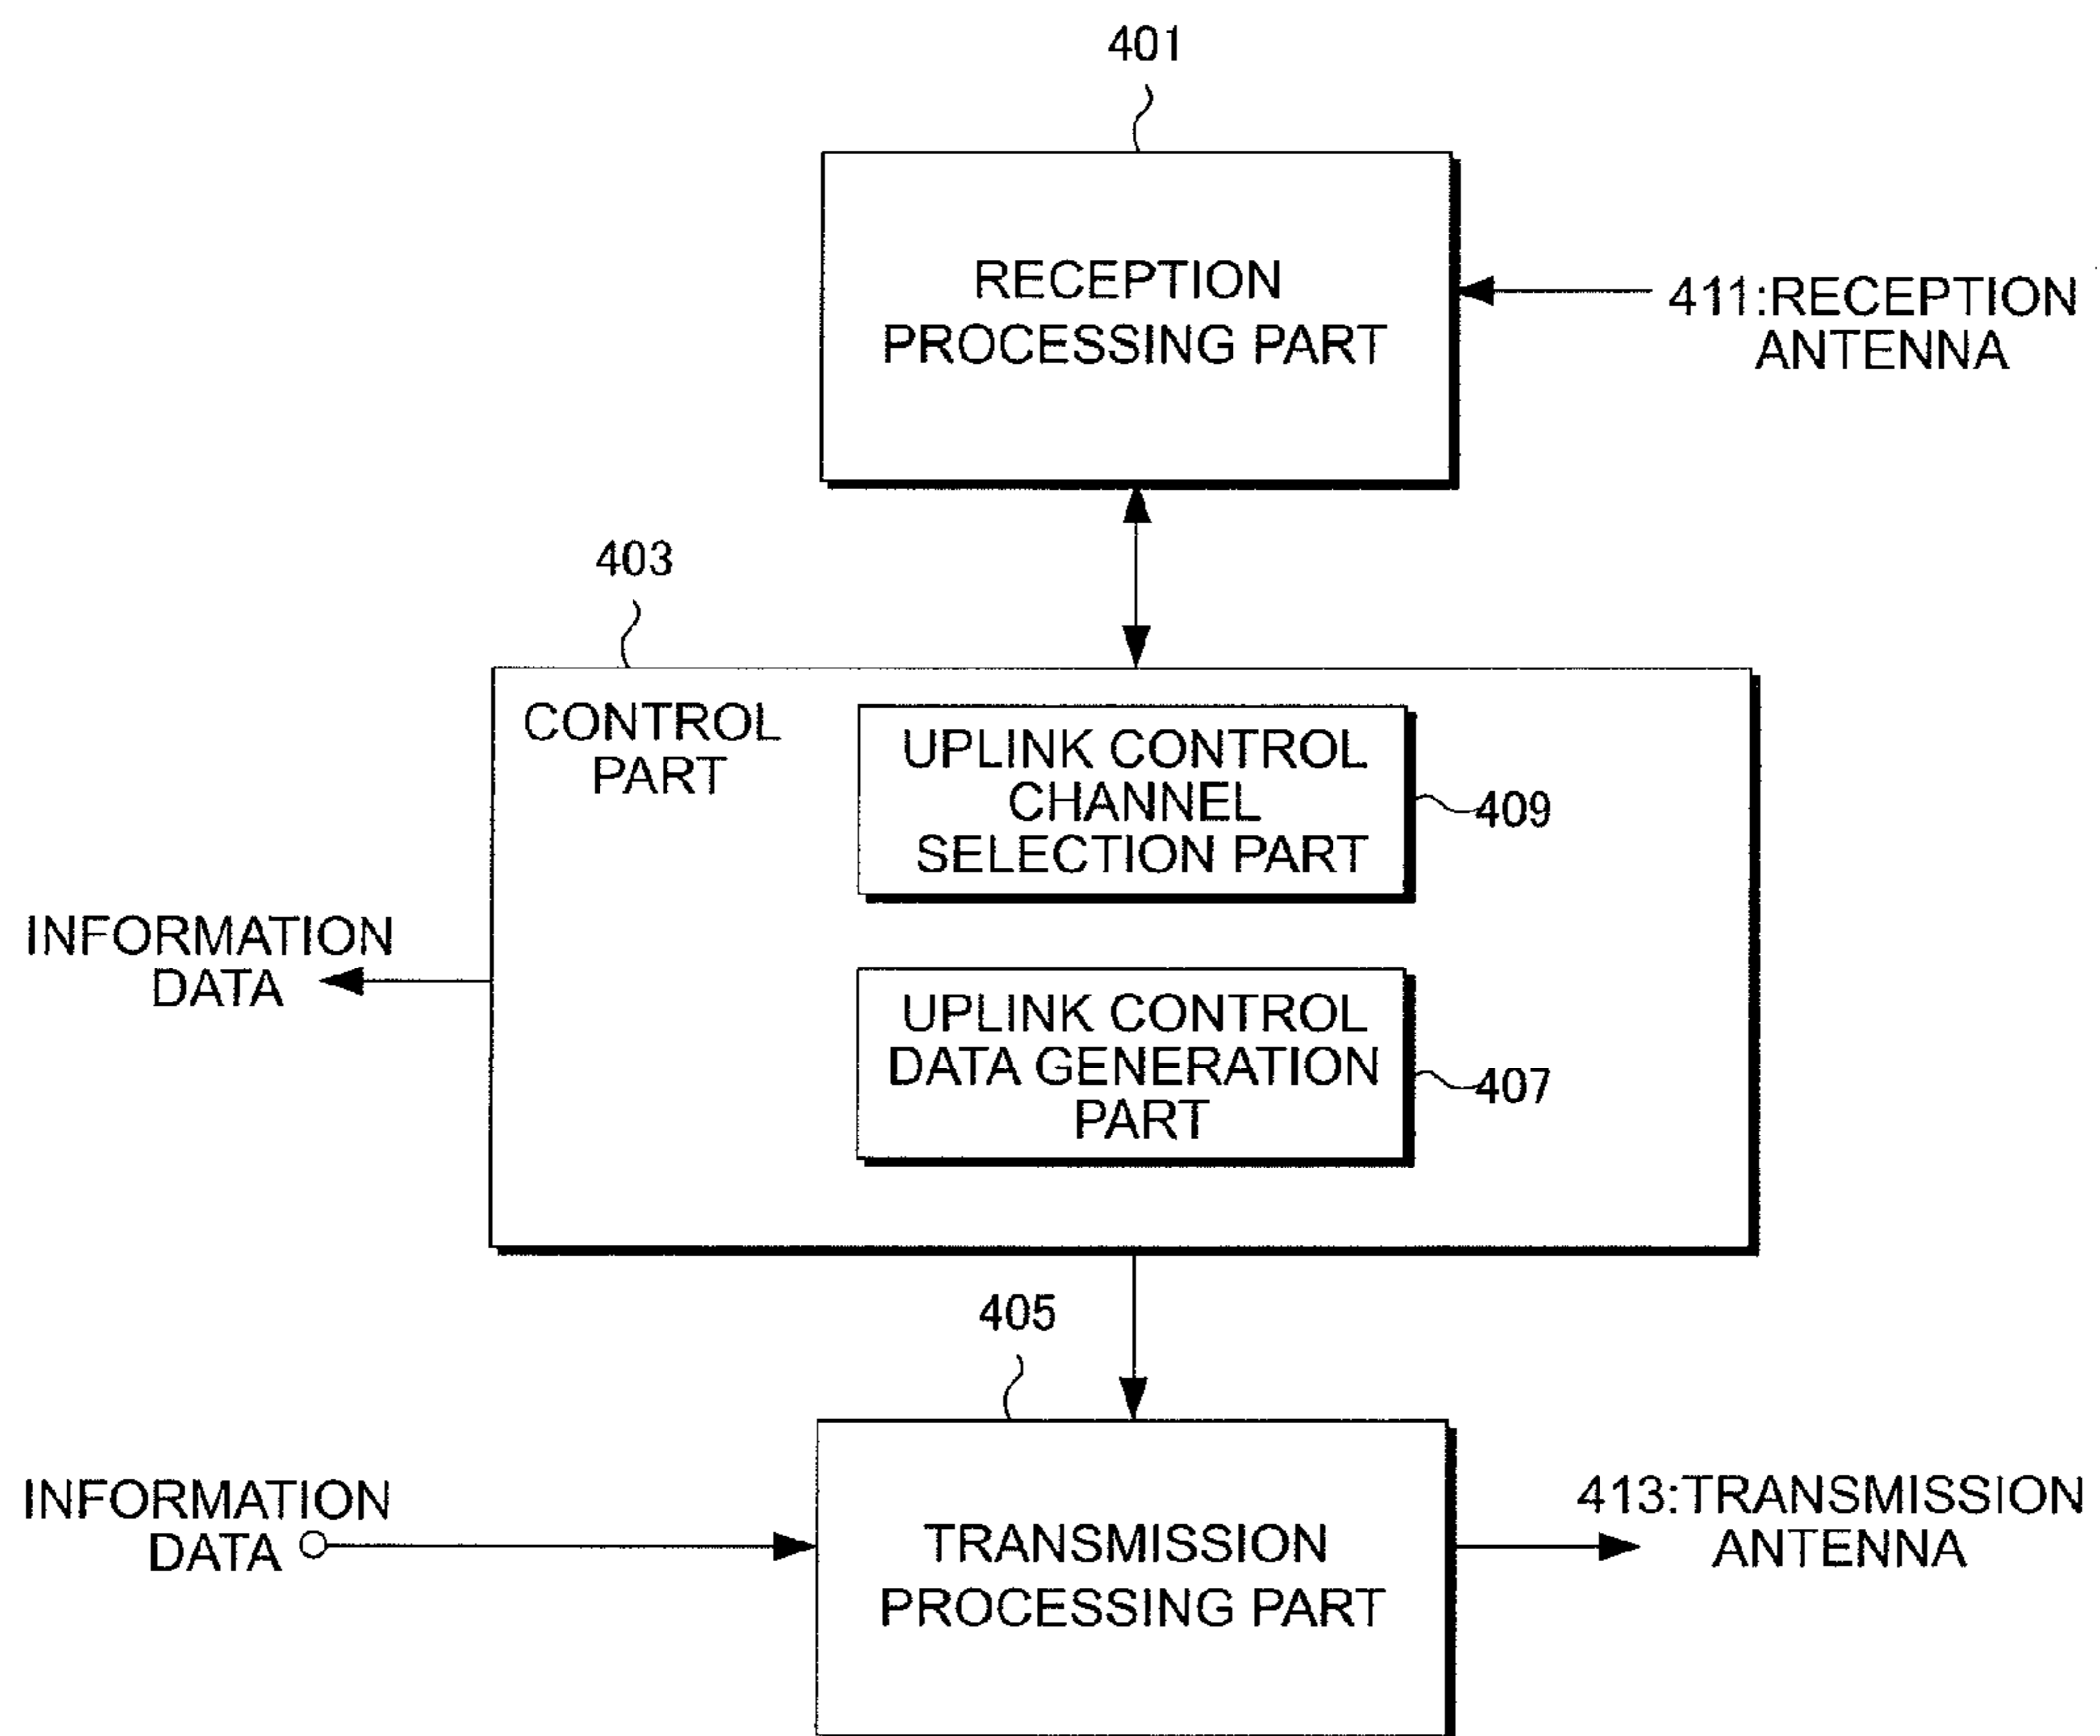 401
RECEPTION
PROCESSING PART
411:RECEPTION
ANTENNA
403
CONTROL
PART
UPLINK CONTROL
CHANNEL
SELECTION PART
409
INFORMATION
DATA
UPLINK CONTROL
DATA GENERATION
PART
407
405
INFORMATION
DATA
TRANSMISSION
PROCESSING PART
413:TRANSMISSION
ANTENNA